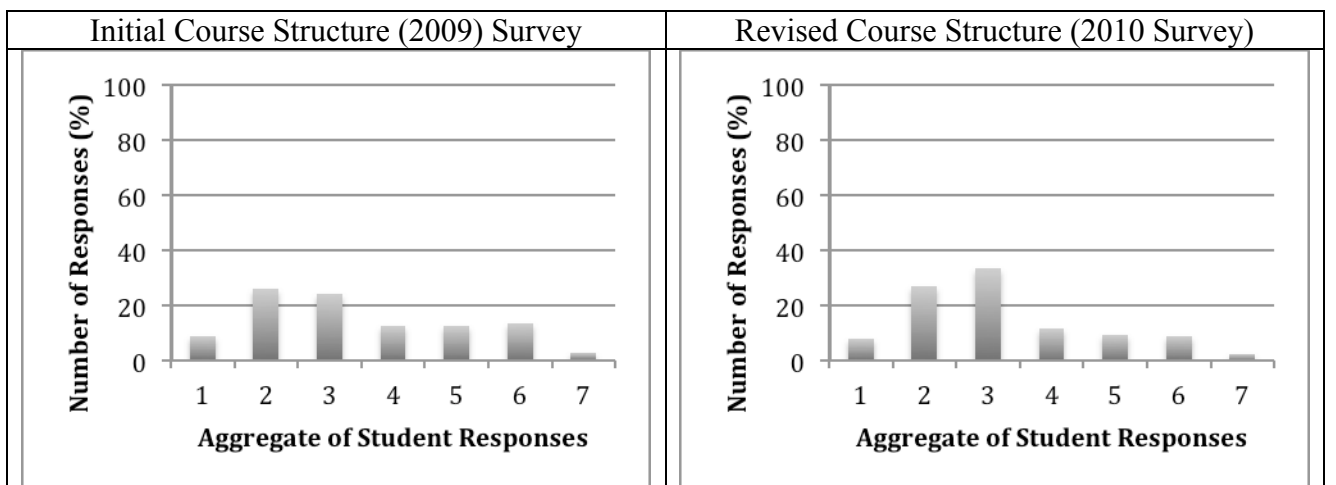 Initial Course Structure (2009) Survey
Number of Responses (%)
100
80
60
40
20
0
1 2 3 4 5 6 7
Aggregate of Student Responses
Revised Course Structure (2010 Survey)
Number of Responses (%)
100
80
60
40
20
0
1 2 3 4 5 6 7
Aggregate of Student Responses